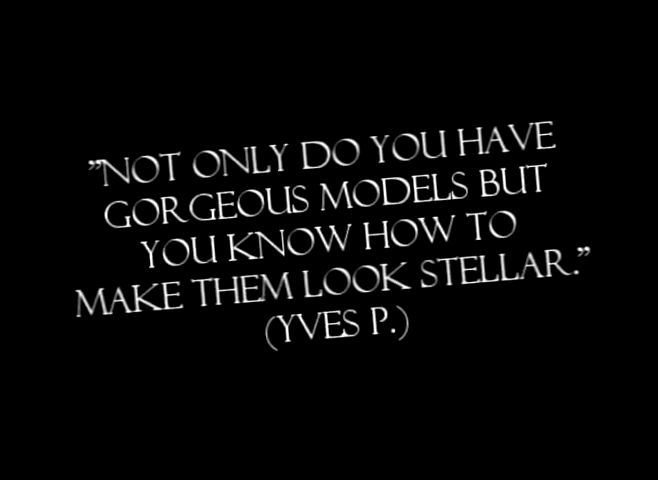 ”NOT ONLY DO YOU HAVE
GORGEOUS MODELS BUT
YOU KNOW HOW TO
MAKE THEM LOOK STELLAR.”
(YVES P.)